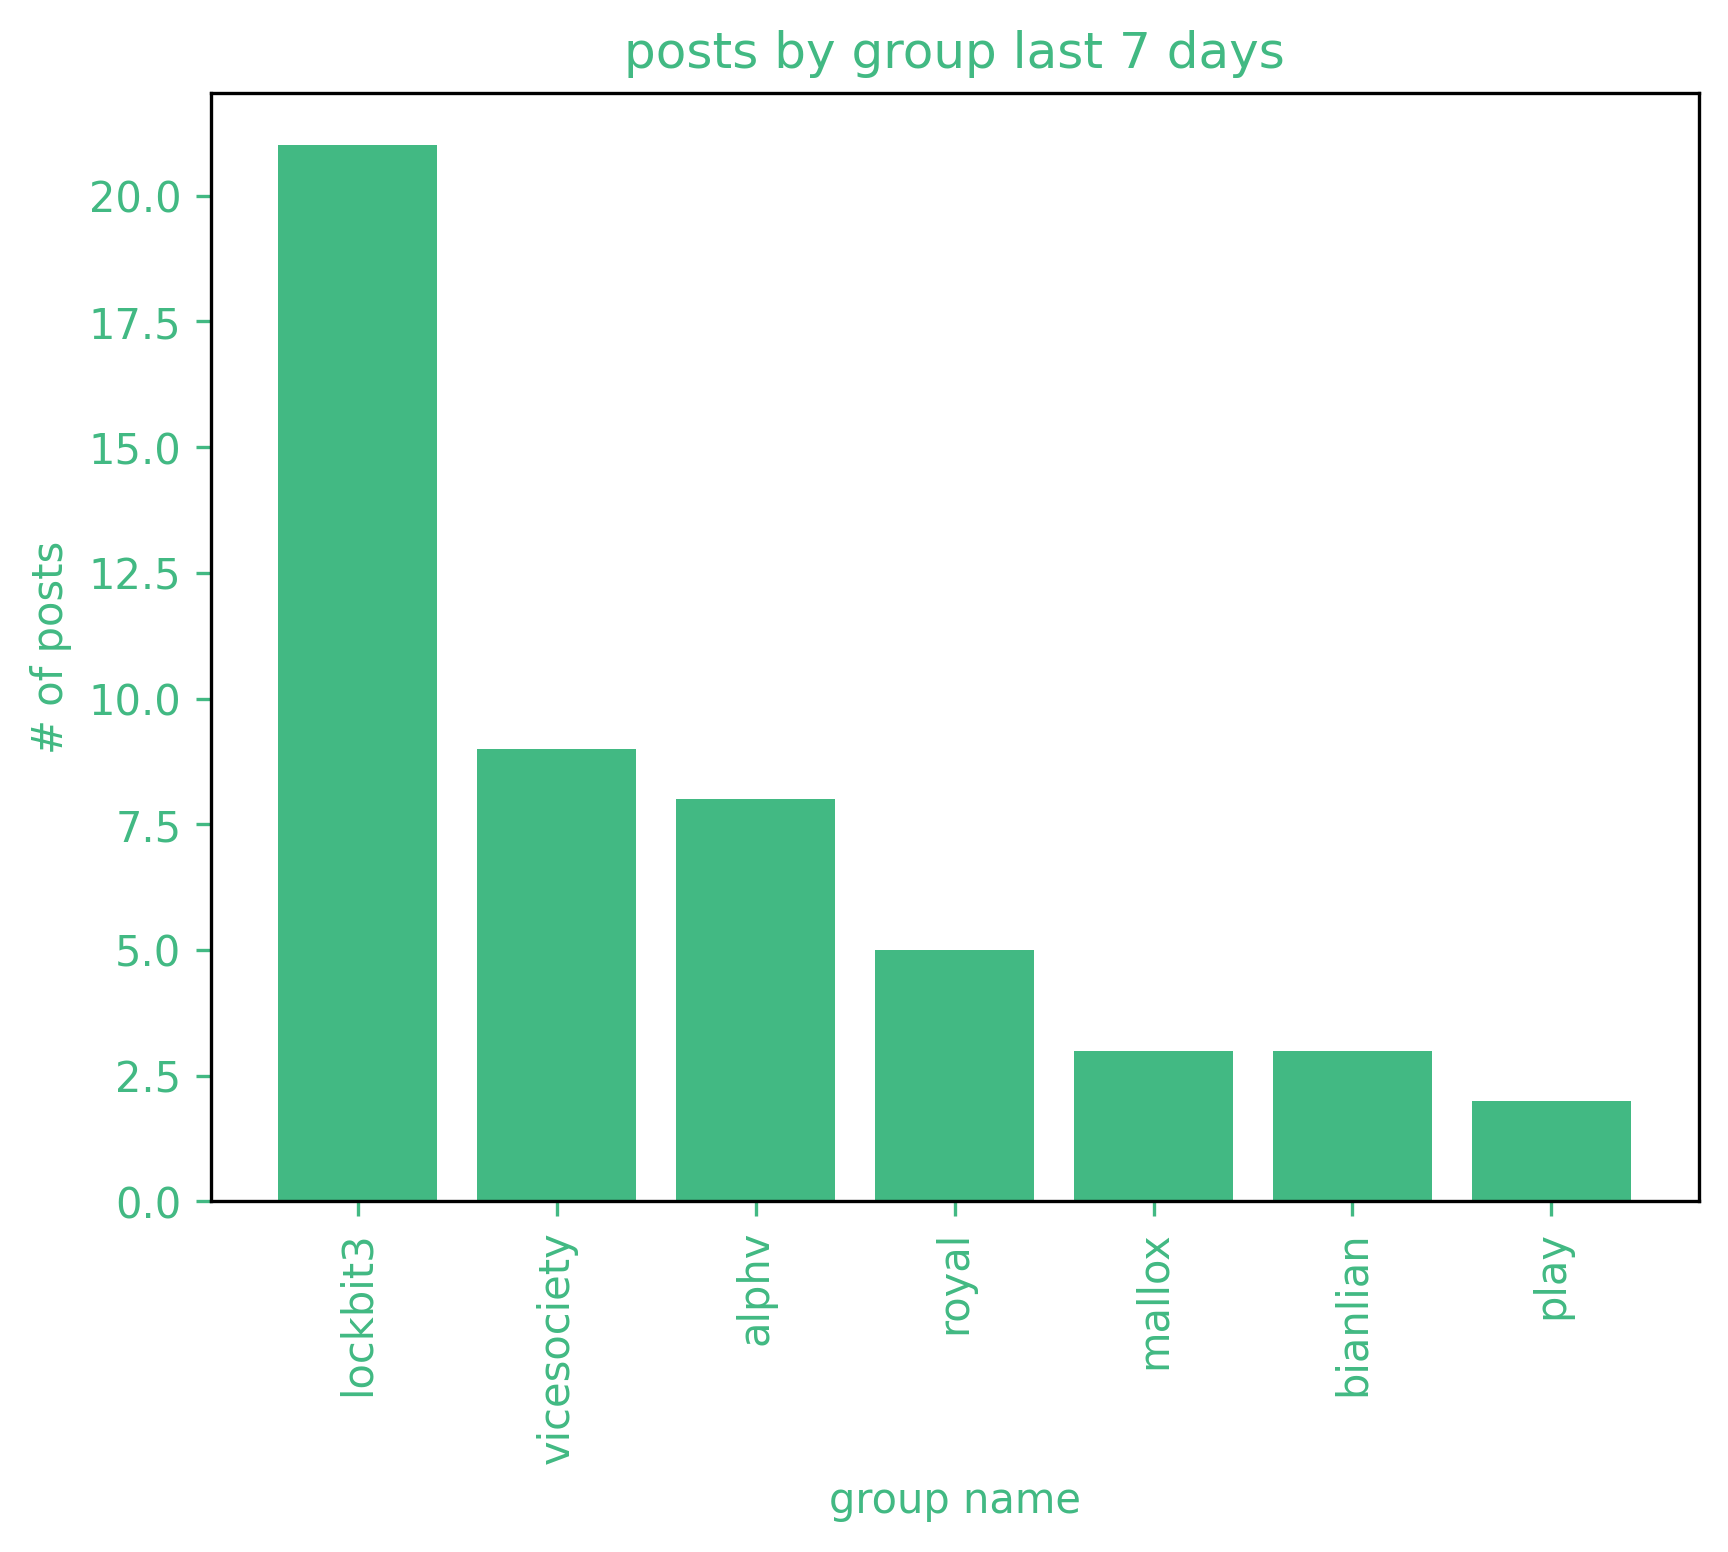 posts by group last 7 days
# of posts
20.0
17.5
15.0
12.5
10.0
7.5
5.0
2.5
0.0
lockbit3
vicesociety
alphv
royal
mallox
bianlian
play
group name